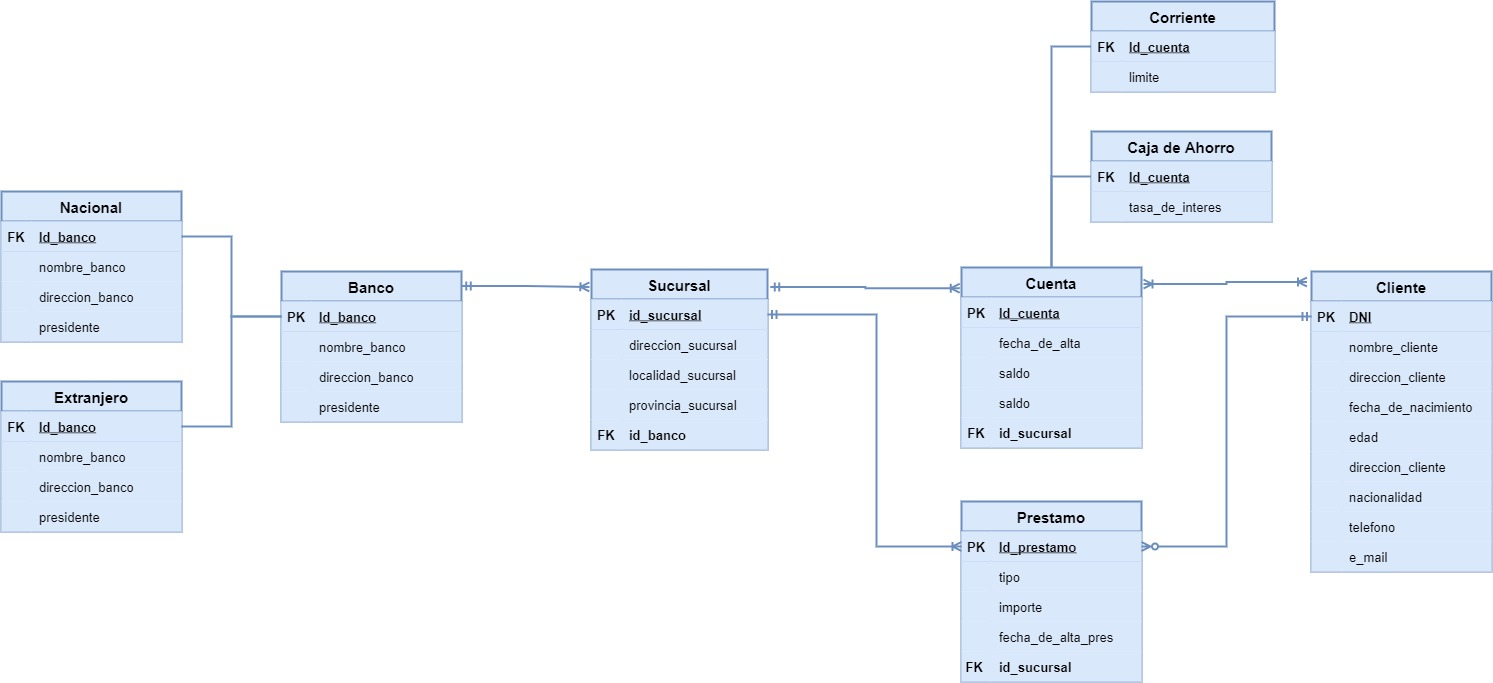 Corriente
FK Id_cuenta
limite
Caja de Ahorro
FK Id_cuenta
tasa_de_interes
Nacional
FK Id_banco
nombre_banco
direccion_banco
presidente
Extranjero
FK Id_banco
nombre_banco
direccion_banco
presidente
Banco
PK Id_banco
nombre_banco
direccion_banco
presidente
Sucursal
PK id_sucursal
direccion_sucursal
localidad_sucursal
provincia_sucursal
FK id_banco
Cuenta
PK Id_cuenta
fecha_de_alta
saldo
saldo
FK id_sucursal
Prestamo
PK Id_prestamo
tipo
importe
fecha_de_alta_pres
FK id_sucursal
Cliente
PK DNI
nombre_cliente
direccion_cliente
fecha_de_nacimiento
edad
direccion_cliente
nacionalidad
telefono
e_mail